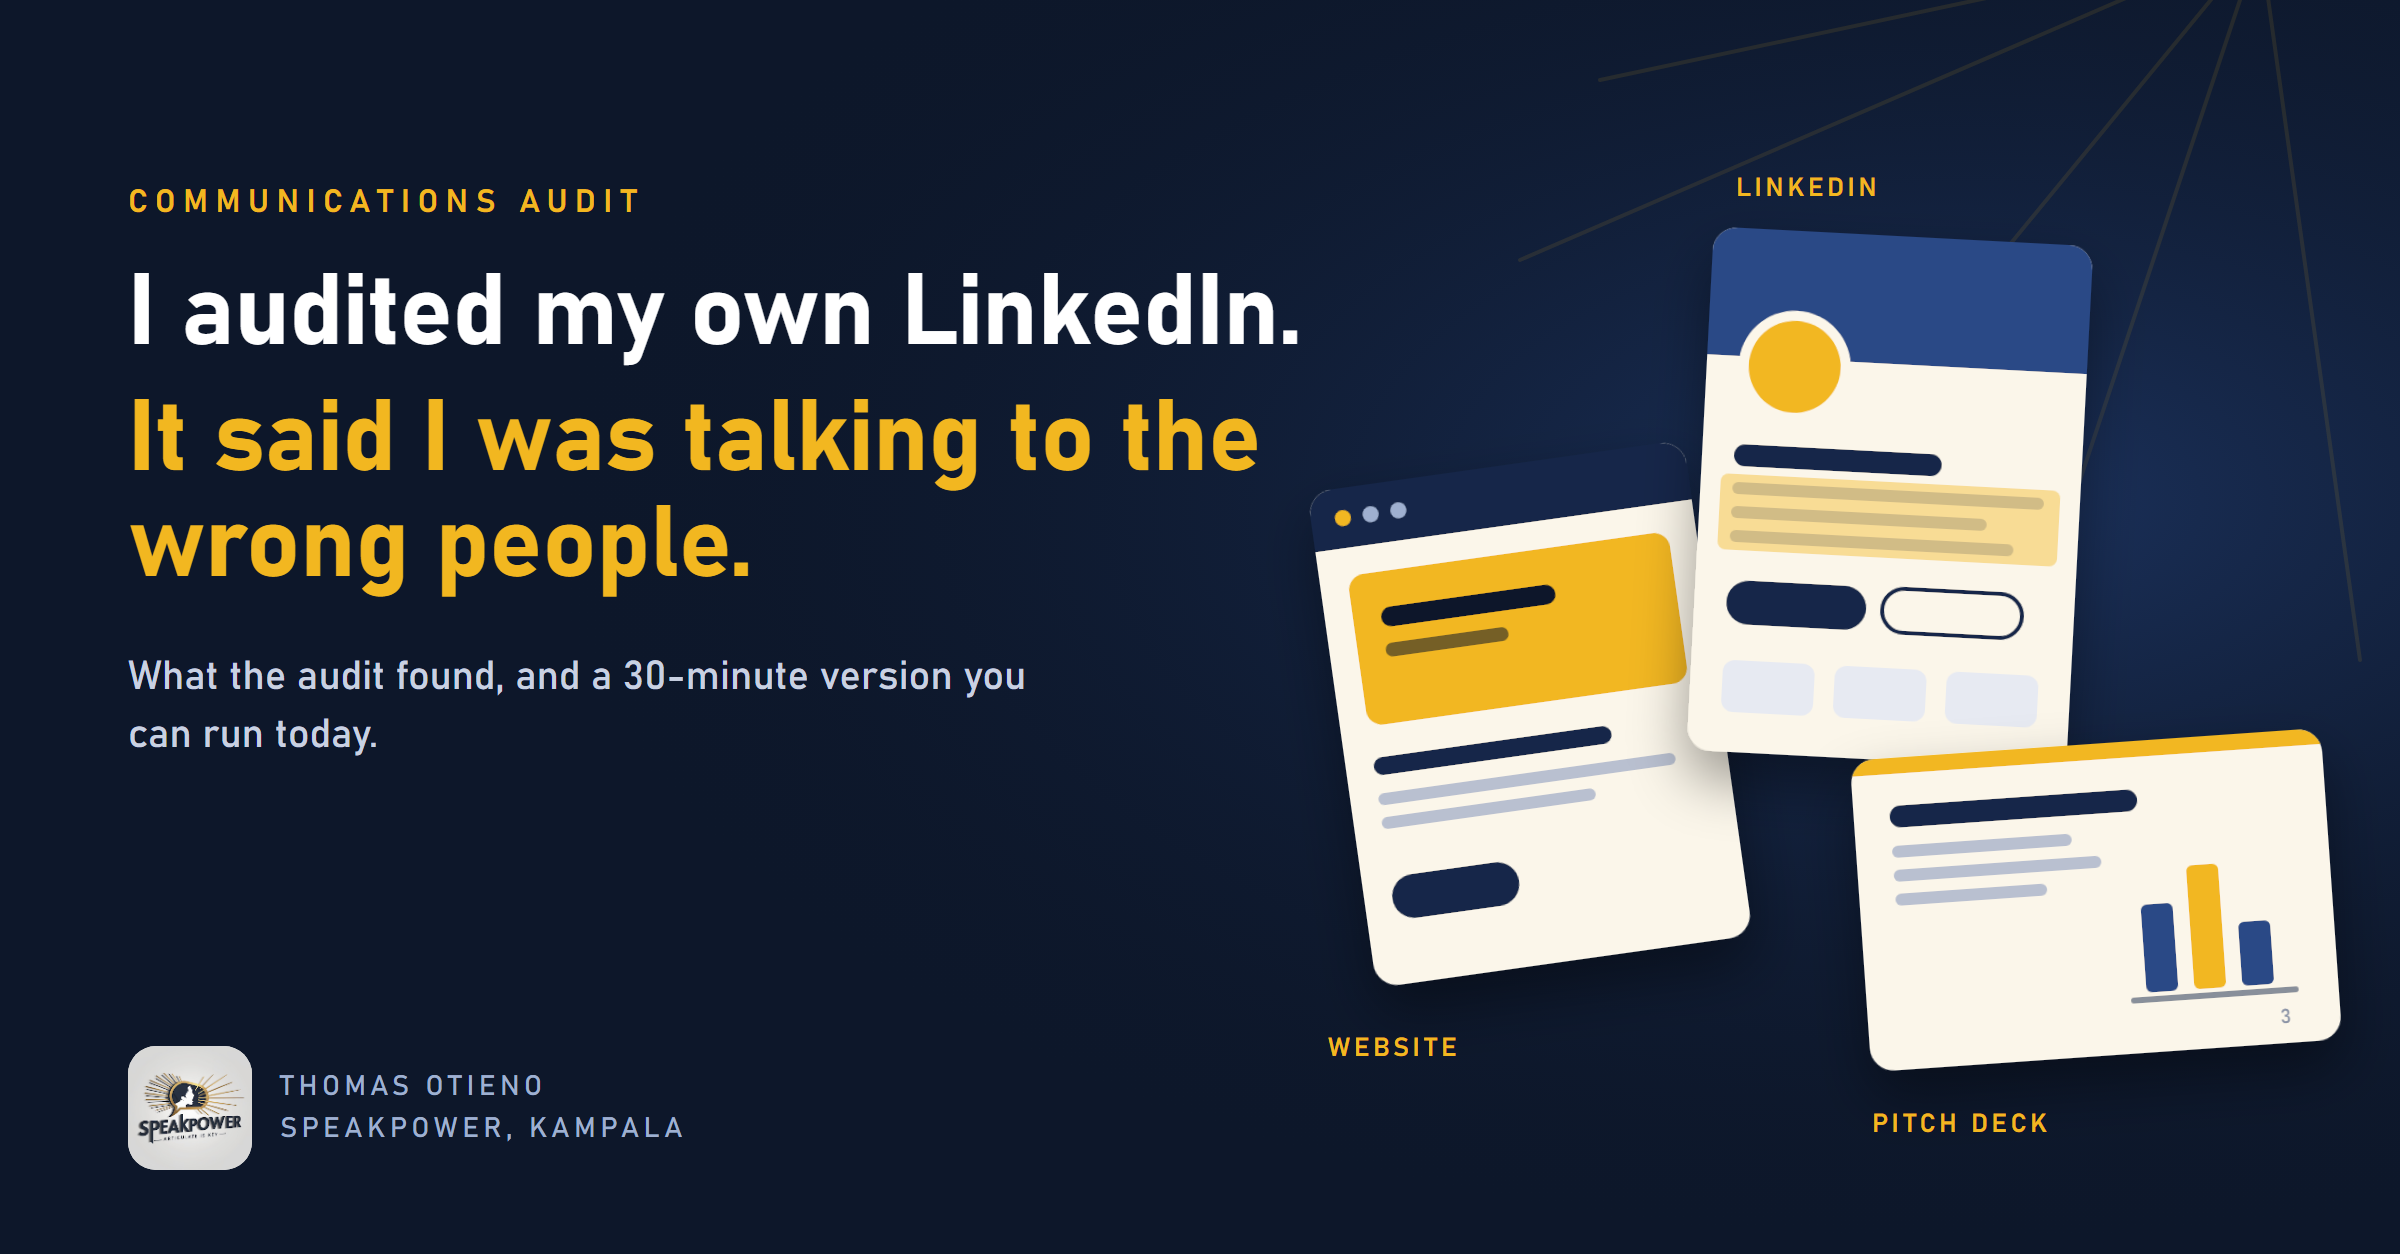 COMMUNICATIONS AUDIT
I audited my own LinkedIn.
It said I was talking to the
wrong people.
What the audit found, and a 30-minute version you
can run today.
LINKEDIN
WEBSITE
3
PITCH DECK
SPEAKPOWER
THOMAS OTIENO
SPEAKPOWER, KAMPALA